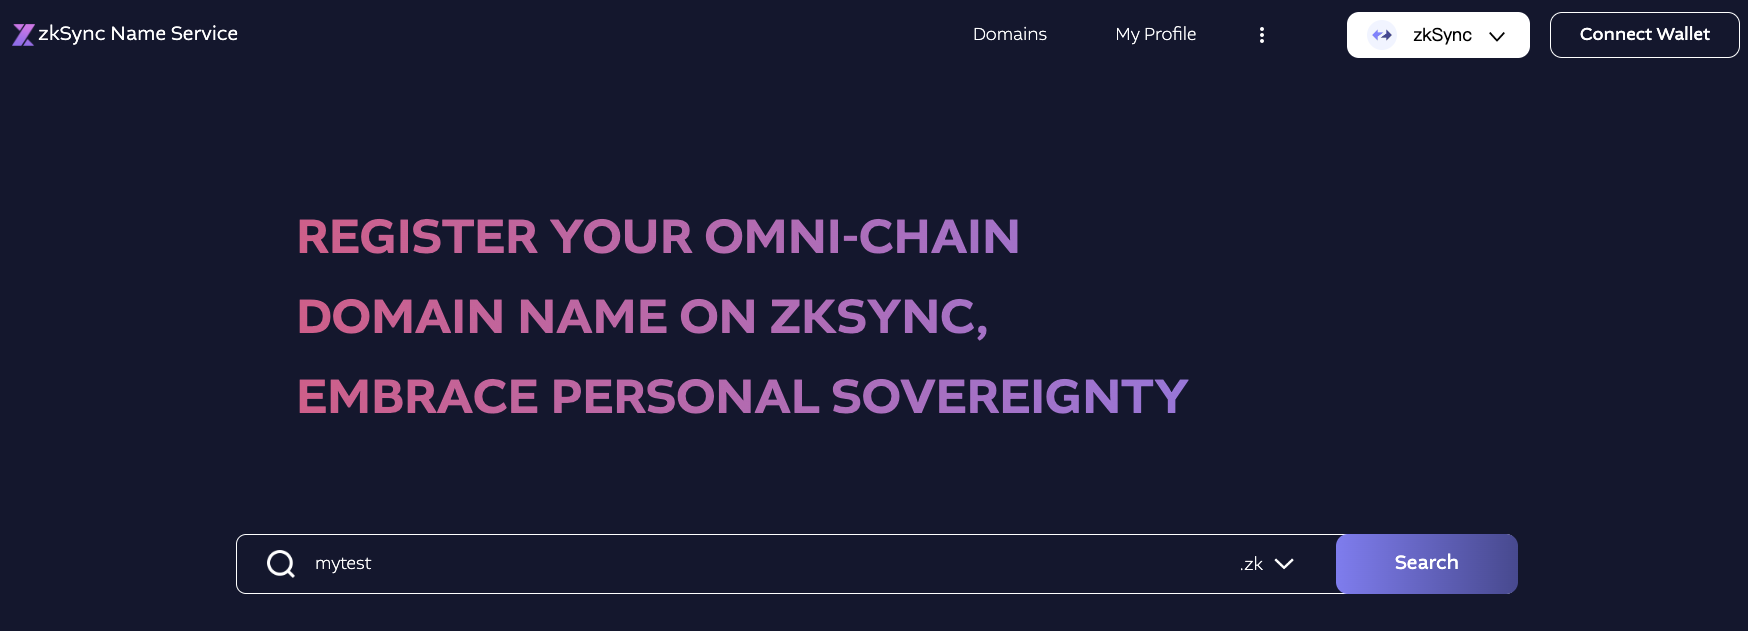 zkSync Name Service
Domains
My Profile
zkSync
Connect Wallet
REGISTER YOUR OMNI-CHAIN
DOMAIN NAME ON ZKSYNC,
EMBRACE PERSONAL SOVEREIGNTY
mytest
.zk
Search